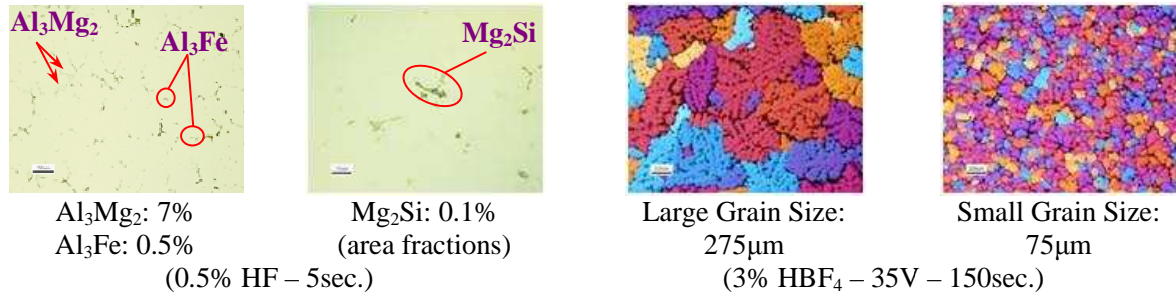 Al₃Mg₂
Al₃Fe
Mg₂Si
Al₃Mg₂: 7%
Al₃Fe: 0.5%
(0.5% HF – 5sec.)
Mg₂Si: 0.1%
(area fractions)
Large Grain Size:
275μm
Small Grain Size:
75μm
(3% HBF₄ – 35V – 150sec.)